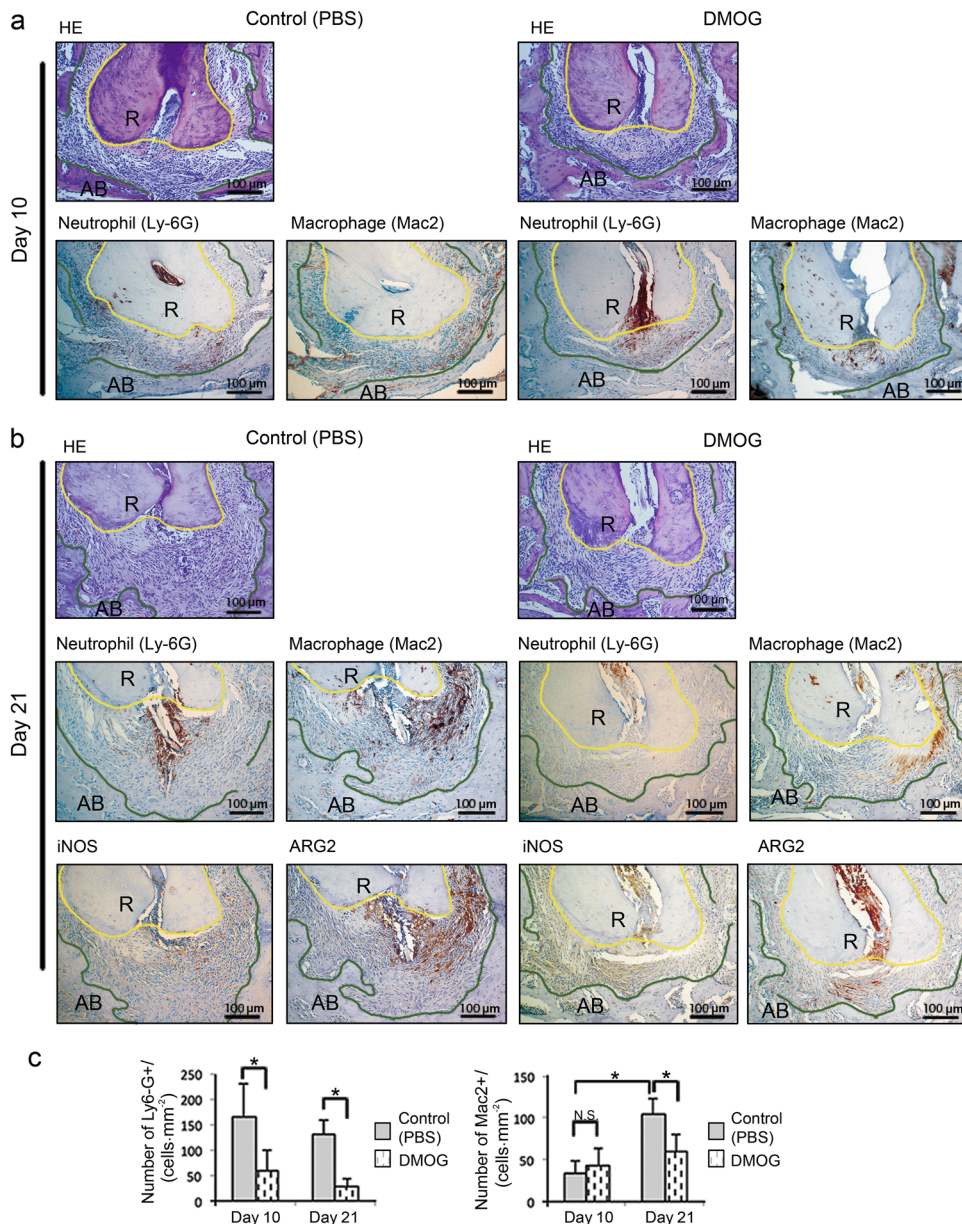 a
Control (PBS) DMOG
HE HE
Day 10
R R
AB AB
100 µm 100 µm
Neutrophil (Ly-6G) Macrophage (Mac2) Neutrophil (Ly-6G) Macrophage (Mac2)
R R R R
AB AB AB AB
100 µm 100 µm 100 µm 100 µm
b
Control (PBS) DMOG
HE HE
Day 21
R R
AB AB
100 µm 100 µm
Neutrophil (Ly-6G) Macrophage (Mac2) Neutrophil (Ly-6G) Macrophage (Mac2)
R R R R
AB AB AB AB
100 µm 100 µm 100 µm 100 µm
iNOS ARG2 iNOS ARG2
R R R R
AB AB AB AB
100 µm 100 µm 100 µm 100 µm
c
Number of Ly6-G+/
(cells·mm⁻²)
250
200
150
100
50
0
* *
Day 10 Day 21
Control
(PBS)
DMOG
Number of Mac2+/
(cells·mm⁻²)
150
100
50
0
N.S * *
Day 10 Day 21
Control
(PBS)
DMOG